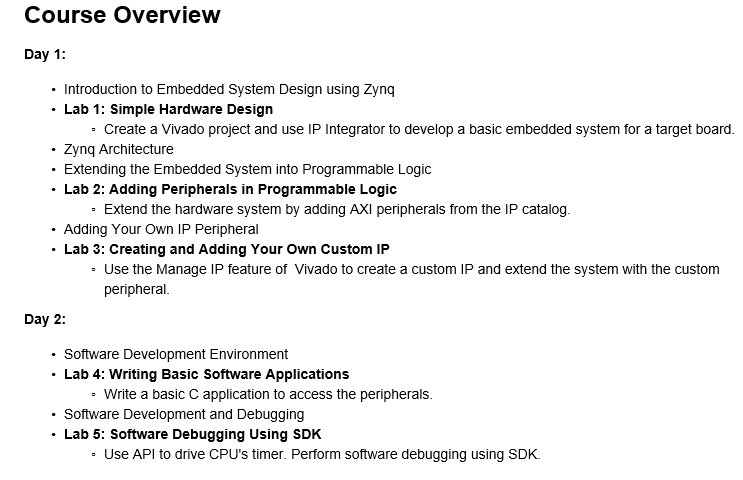 Course Overview
Day 1:
• Introduction to Embedded System Design using Zynq
• Lab 1: Simple Hardware Design
◦ Create a Vivado project and use IP Integrator to develop a basic embedded system for a target board.
• Zynq Architecture
• Extending the Embedded System into Programmable Logic
• Lab 2: Adding Peripherals in Programmable Logic
◦ Extend the hardware system by adding AXI peripherals from the IP catalog.
• Adding Your Own IP Peripheral
• Lab 3: Creating and Adding Your Own Custom IP
◦ Use the Manage IP feature of  Vivado to create a custom IP and extend the system with the custom
peripheral.
Day 2:
• Software Development Environment
• Lab 4: Writing Basic Software Applications
◦ Write a basic C application to access the peripherals.
• Software Development and Debugging
• Lab 5: Software Debugging Using SDK
◦ Use API to drive CPU's timer. Perform software debugging using SDK.